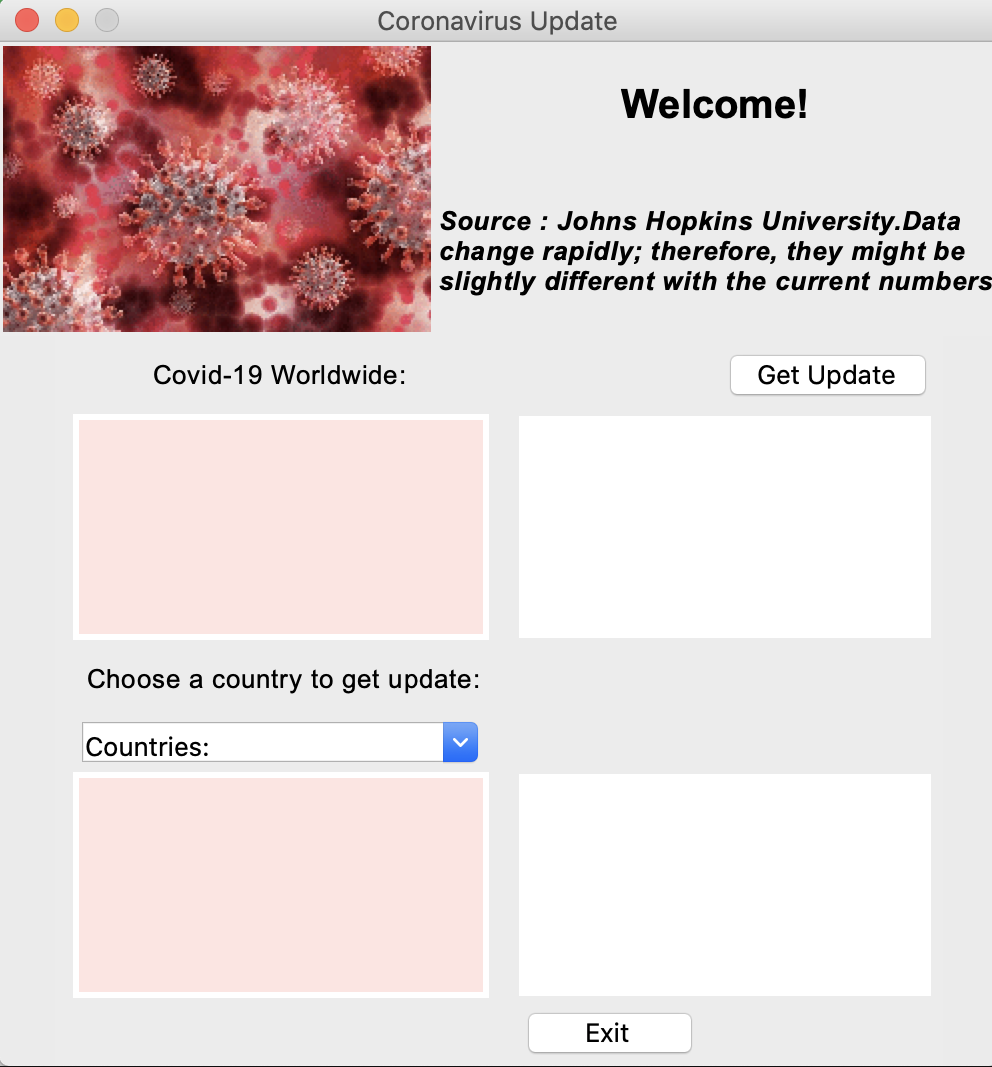 Coronavirus Update
Welcome!
Source : Johns Hopkins University.Data
change rapidly; therefore, they might be
slightly different with the current numbers
Covid-19 Worldwide:
Get Update
Choose a country to get update:
Countries:
Exit